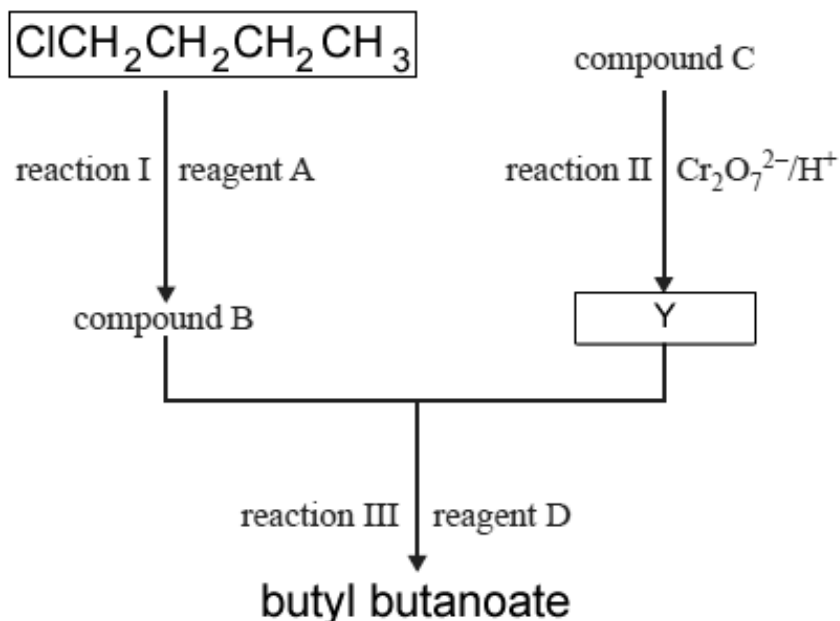 ClCH₂CH₂CH₂CH₃
compound C
reaction I reagent A
reaction II Cr₂O₇²⁻/H⁺
compound B
Y
reaction III reagent D
butyl butanoate